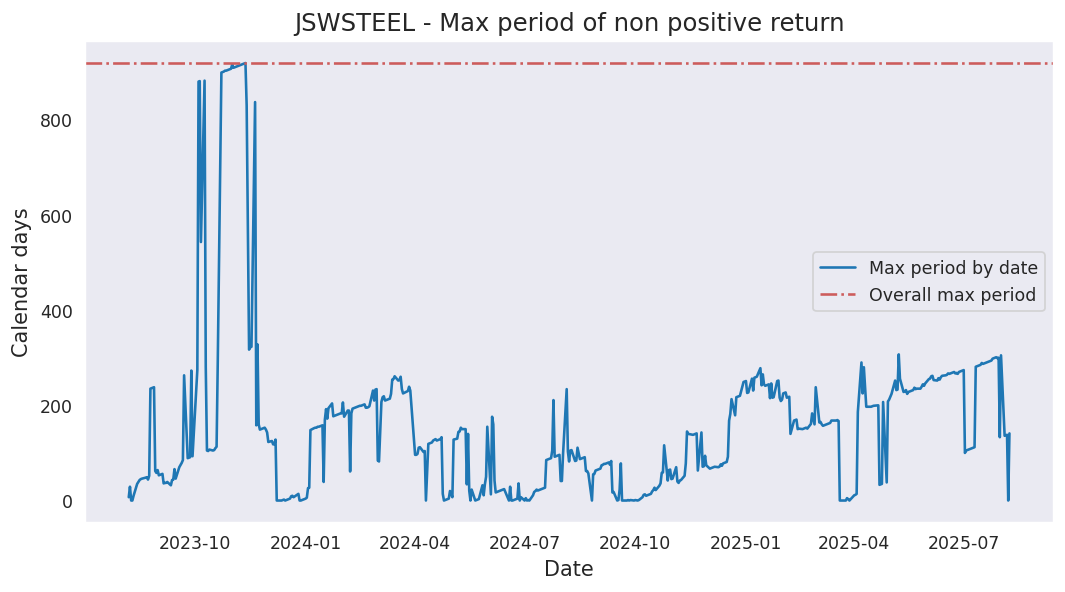 JSWSTEEL - Max period of non positive return
Calendar days
800
600
400
200
0
Max period by date
Overall max period
2023-10 2024-01 2024-04 2024-07 2024-10 2025-01 2025-04 2025-07
Date